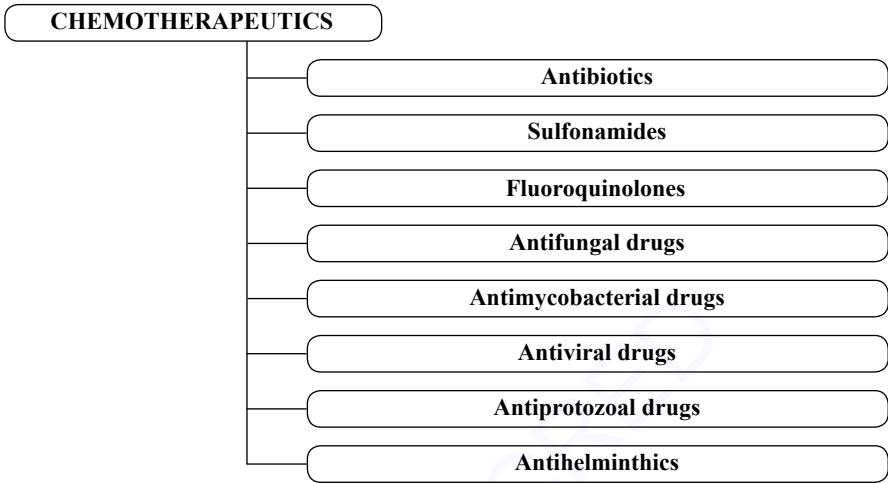 CHEMOTHERAPEUTICS
Antibiotics
Sulfonamides
Fluoroquinolones
Antifungal drugs
Antimycobacterial drugs
Antiviral drugs
Antiprotozoal drugs
Antihelminthics